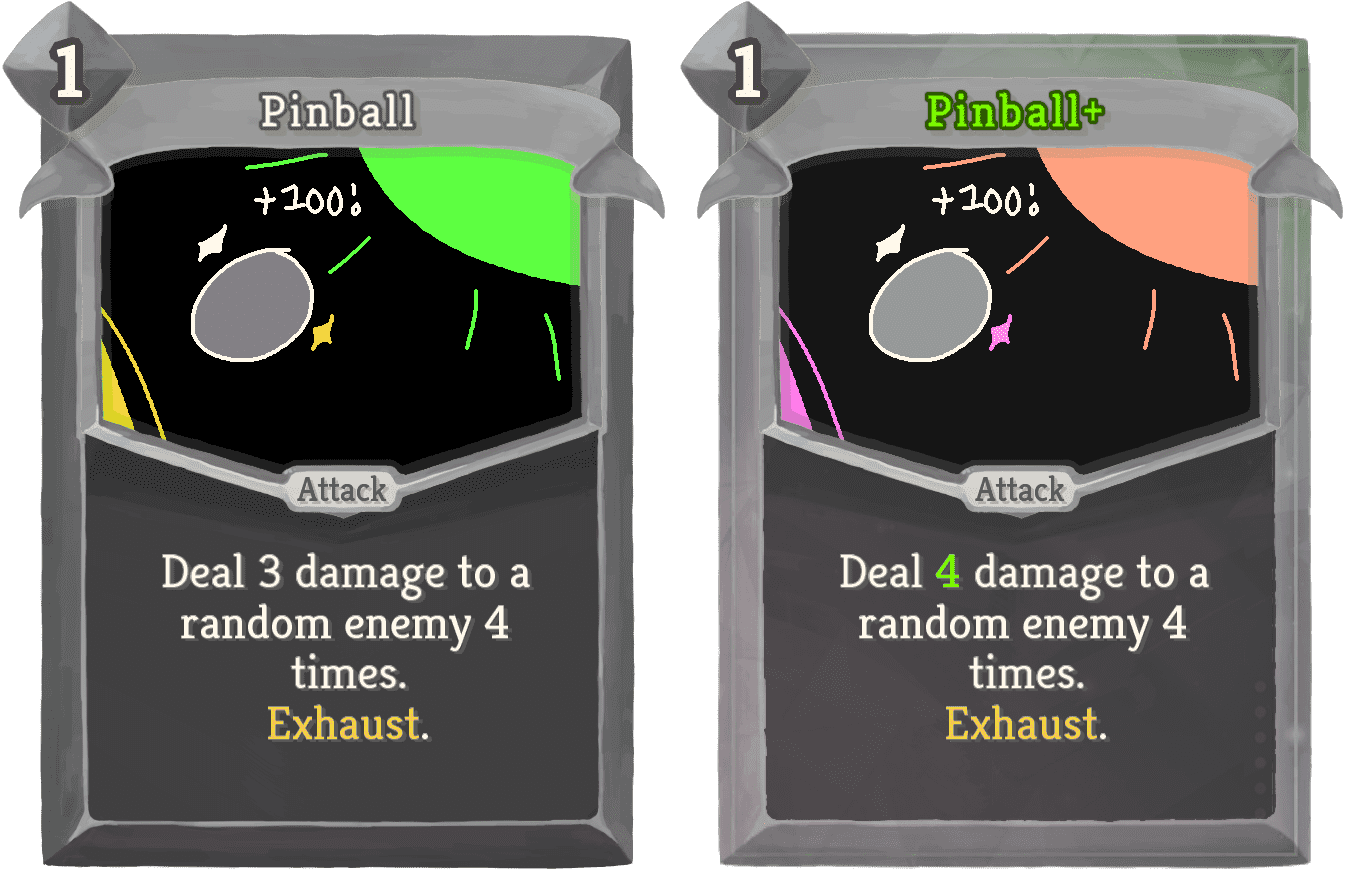 1
Pinball
+100!
Attack
Deal 3 damage to a
random enemy 4
times.
Exhaust.
1
Pinball+
+100!
Attack
Deal 4 damage to a
random enemy 4
times.
Exhaust.